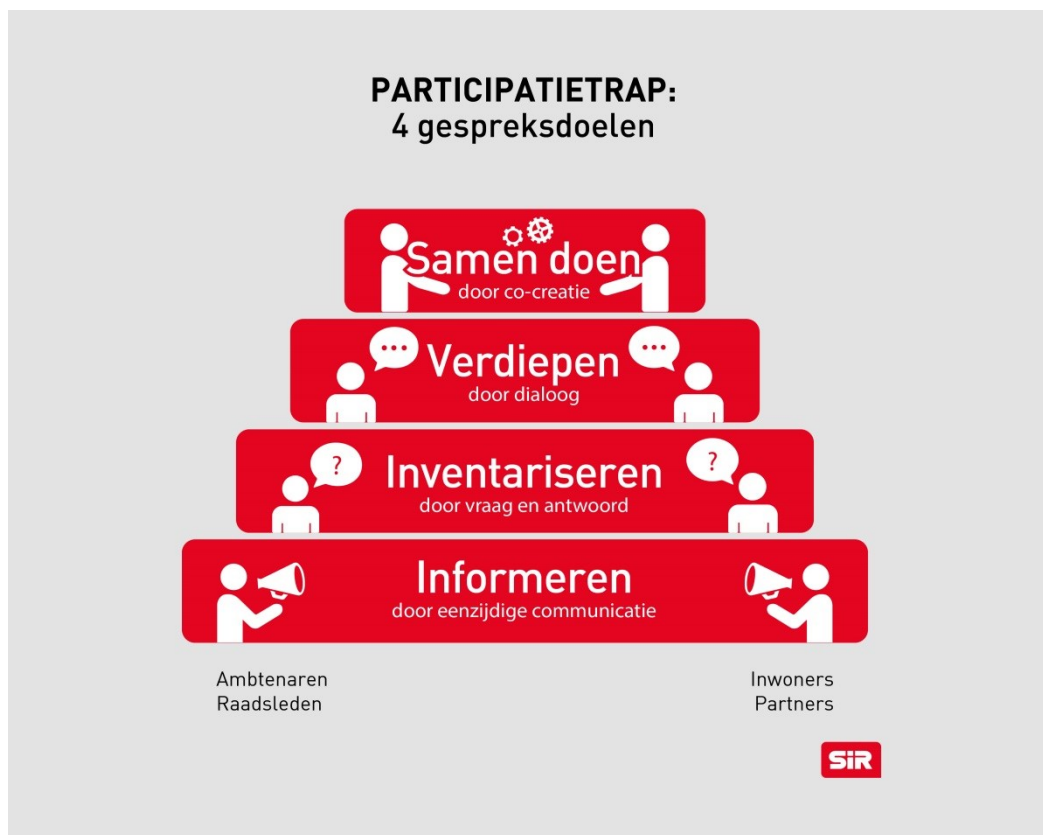 PARTICIPATIETRAP:
4 gespreksdoelen
Samen doen
door co-creatie
Verdiepen
door dialoog
? Inventariseren ?
door vraag en antwoord
Informeren
door eenzijdige communicatie
Ambtenaren
Raadsleden
Inwoners
Partners
SiR